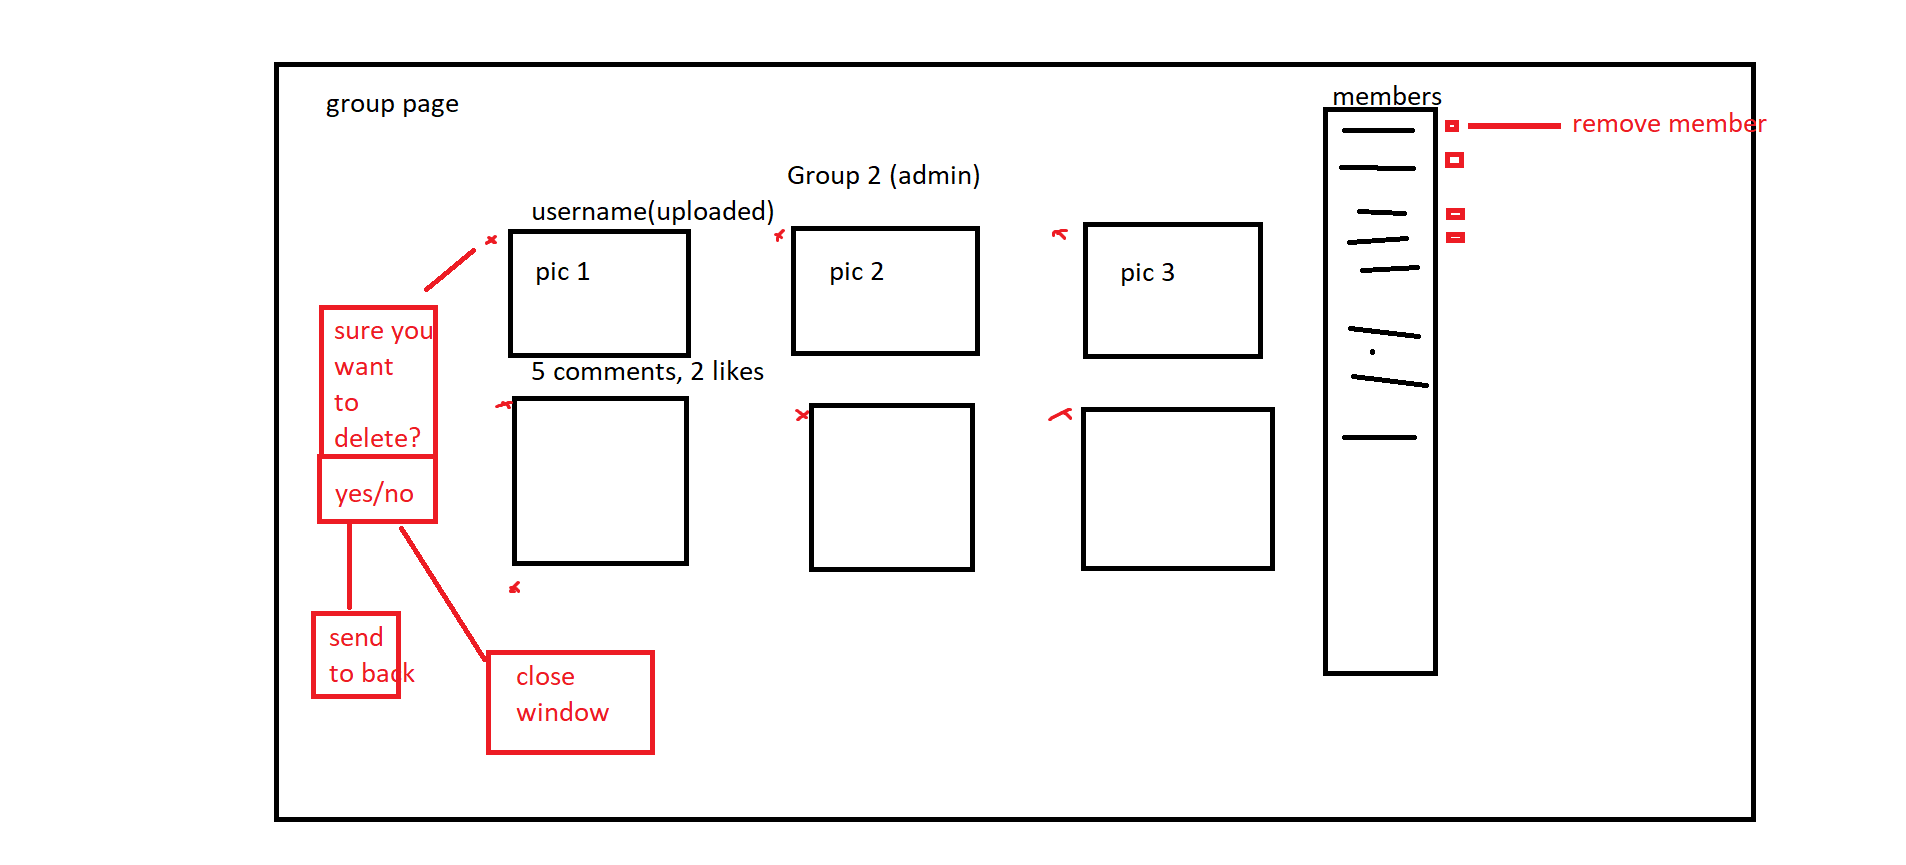 group page
members
remove member
Group 2 (admin)
username(uploaded)
pic 1
pic 2
pic 3
sure you
want
to
delete?
yes/no
5 comments, 2 likes
send
to back
close
window